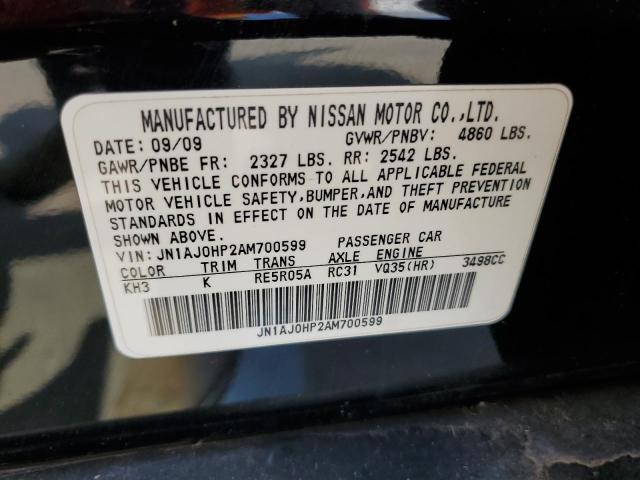 MANUFACTURED BY NISSAN MOTOR CO.,LTD.
DATE: 09/09 GVWR/PNBV: 4860 LBS.
GAWR/PNBE FR: 2327 LBS. RR: 2542 LBS.
THIS VEHICLE CONFORMS TO ALL APPLICABLE FEDERAL
MOTOR VEHICLE SAFETY, BUMPER, AND THEFT PREVENTION
STANDARDS IN EFFECT ON THE DATE OF MANUFACTURE
SHOWN ABOVE.
VIN: JN1AJ0HP2AM700599 PASSENGER CAR
COLOR TRIM TRANS AXLE ENGINE
KH3 K RE5R05A RC31 VQ35(HR) 3498CC
JN1AJ0HP2AM700599